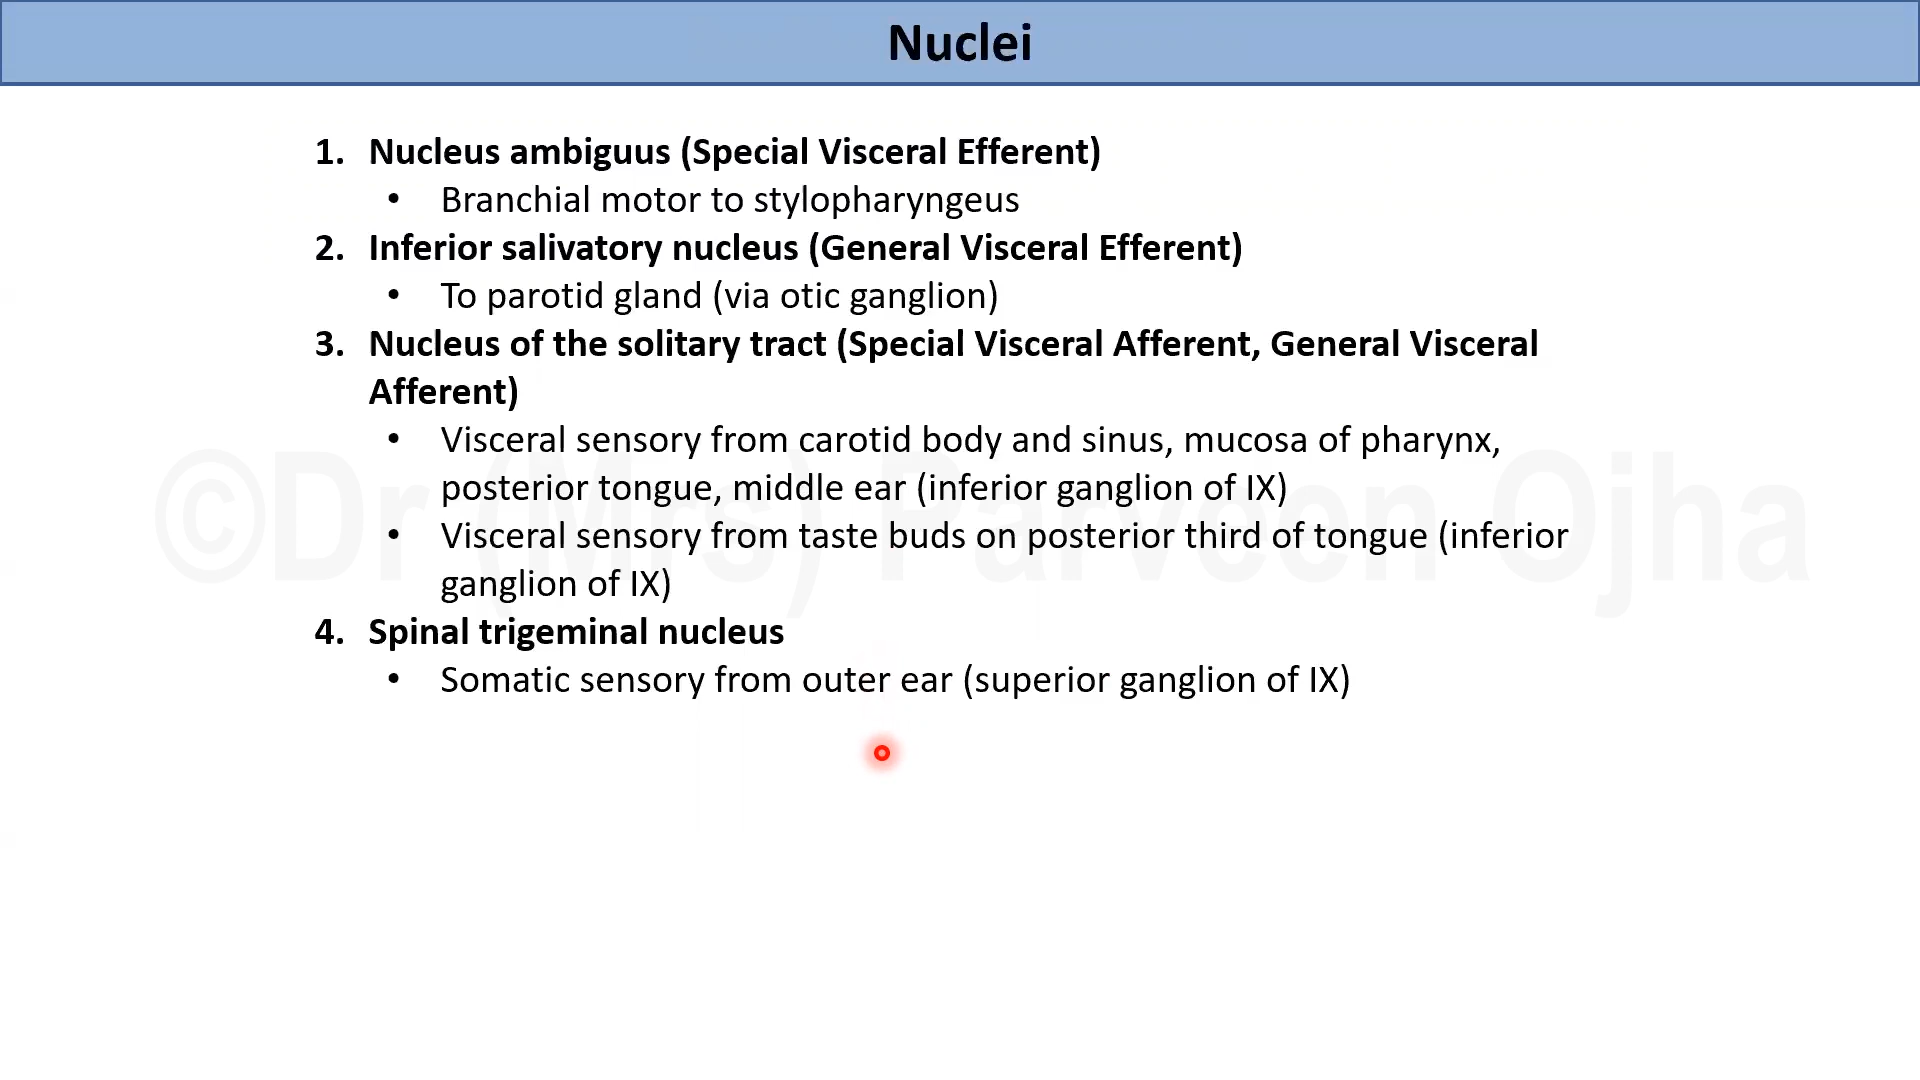 Nuclei
1. Nucleus ambiguus (Special Visceral Efferent)
• Branchial motor to stylopharyngeus
2. Inferior salivatory nucleus (General Visceral Efferent)
• To parotid gland (via otic ganglion)
3. Nucleus of the solitary tract (Special Visceral Afferent, General Visceral
Afferent)
• Visceral sensory from carotid body and sinus, mucosa of pharynx,
posterior tongue, middle ear (inferior ganglion of IX)
• Visceral sensory from taste buds on posterior third of tongue (inferior
ganglion of IX)
4. Spinal trigeminal nucleus
• Somatic sensory from outer ear (superior ganglion of IX)
©Dr (Mrs) Parveen Ojha